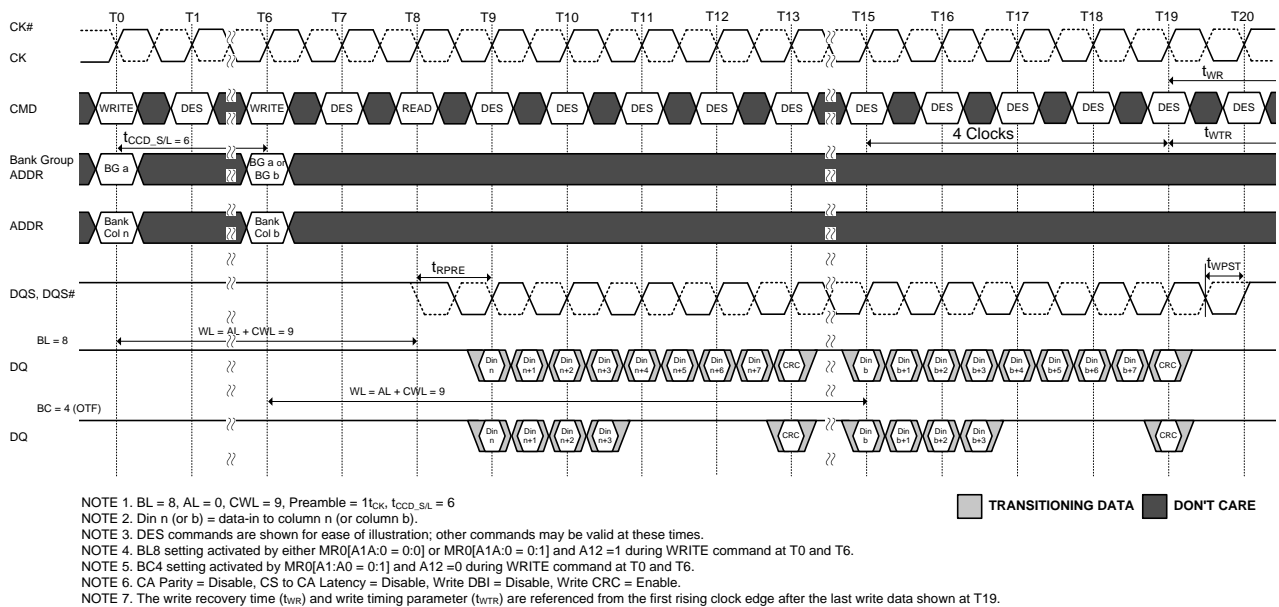 T0 T1 T6 T7 T8 T9 T10 T11 T12 T13 T15 T16 T17 T18 T19 T20
CK#
CK
tWR
CMD WRITE DES WRITE DES READ DES DES DES DES DES DES DES DES DES DES DES
tCCD_S/L = 6 4 Clocks tWTR
Bank Group
ADDR
BG a
BG a or
BG b
ADDR
Bank
Col n
Bank
Col b
tRPRE tWPST
DQS, DQS#
WL = AL + CWL = 9
BL = 8
DQ
Din n Din n+1 Din n+2 Din n+3 Din n+4 Din n+5 Din n+6 Din n+7 CRC Din b Din b+1 Din b+2 Din b+3 Din b+4 Din b+5 Din b+6 Din b+7 CRC
WL = AL + CWL = 9
BC = 4 (OTF)
DQ
Din n Din n+1 Din n+2 Din n+3 CRC Din b Din b+1 Din b+2 Din b+3 CRC
NOTE 1. BL = 8, AL = 0, CWL = 9, Preamble = 1tCK, tCCD_S/L = 6
NOTE 2. Din n (or b) = data-in to column n (or column b).
NOTE 3. DES commands are shown for ease of illustration; other commands may be valid at these times.
NOTE 4. BL8 setting activated by either MR0[A1A:0 = 0:0] or MR0[A1A:0 = 0:1] and A12 =1 during WRITE command at T0 and T6.
NOTE 5. BC4 setting activated by MR0[A1:A0 = 0:1] and A12 =0 during WRITE command at T0 and T6.
NOTE 6. CA Parity = Disable, CS to CA Latency = Disable, Write DBI = Disable, Write CRC = Enable.
NOTE 7. The write recovery time (tWR) and write timing parameter (tWTR) are referenced from the first rising clock edge after the last write data shown at T19.
TRANSITIONING DATA DON'T CARE